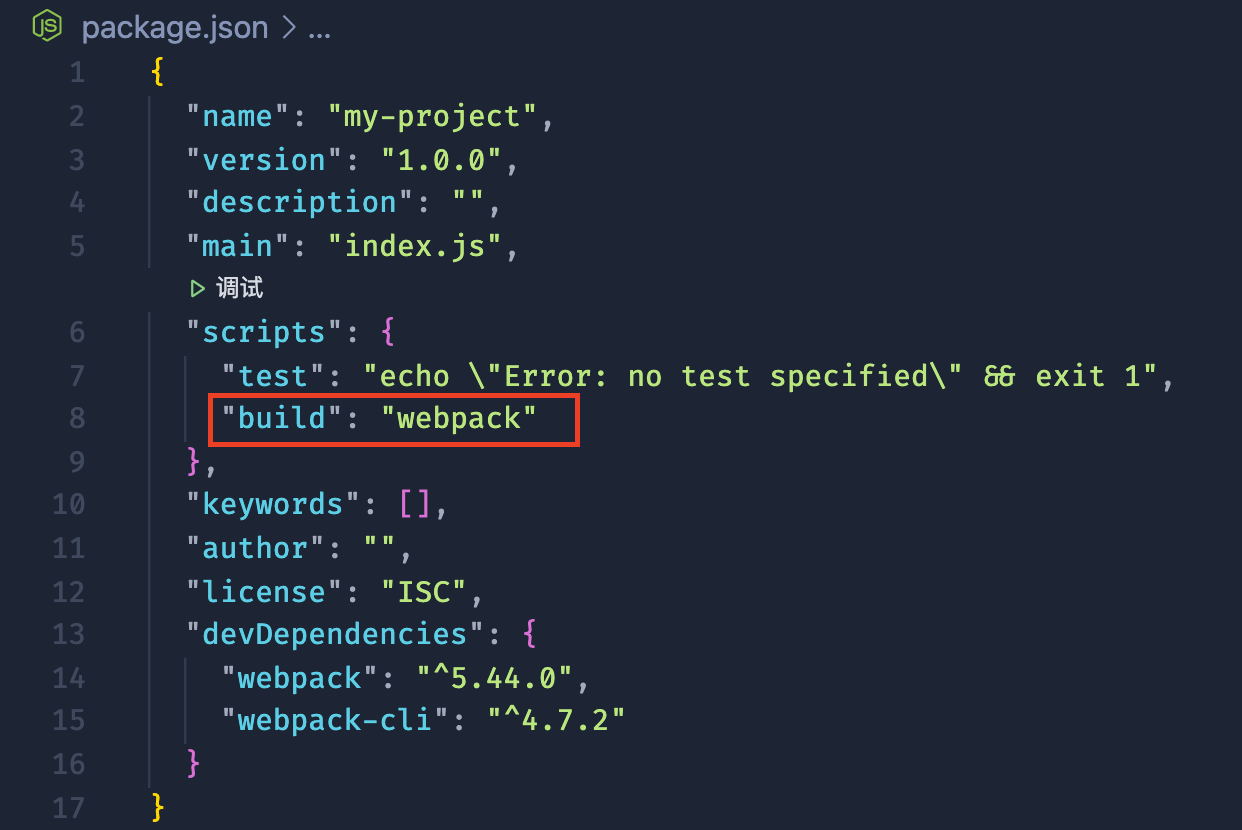 JS package.json > ...
1 {
2 "name": "my-project",
3 "version": "1.0.0",
4 "description": "",
5 "main": "index.js",
▷ 调试
6 "scripts": {
7 "test": "echo \"Error: no test specified\" && exit 1",
8 "build": "webpack"
9 },
10 "keywords": [],
11 "author": "",
12 "license": "ISC",
13 "devDependencies": {
14 "webpack": "^5.44.0",
15 "webpack-cli": "^4.7.2"
16 }
17 }